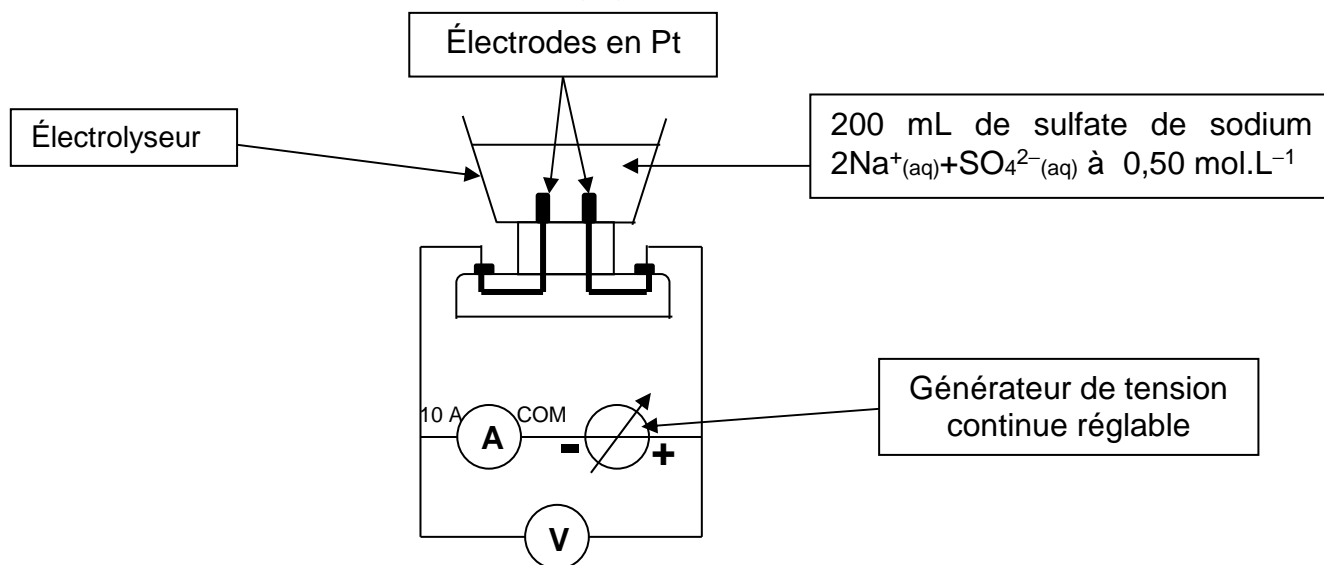 Électrodes en Pt
Électrolyseur
200 mL de sulfate de sodium
2Na⁺₍aq₎+SO₄²⁻₍aq₎ à 0,50 mol.L⁻¹
Générateur de tension
continue réglable
10 A A COM - +
V